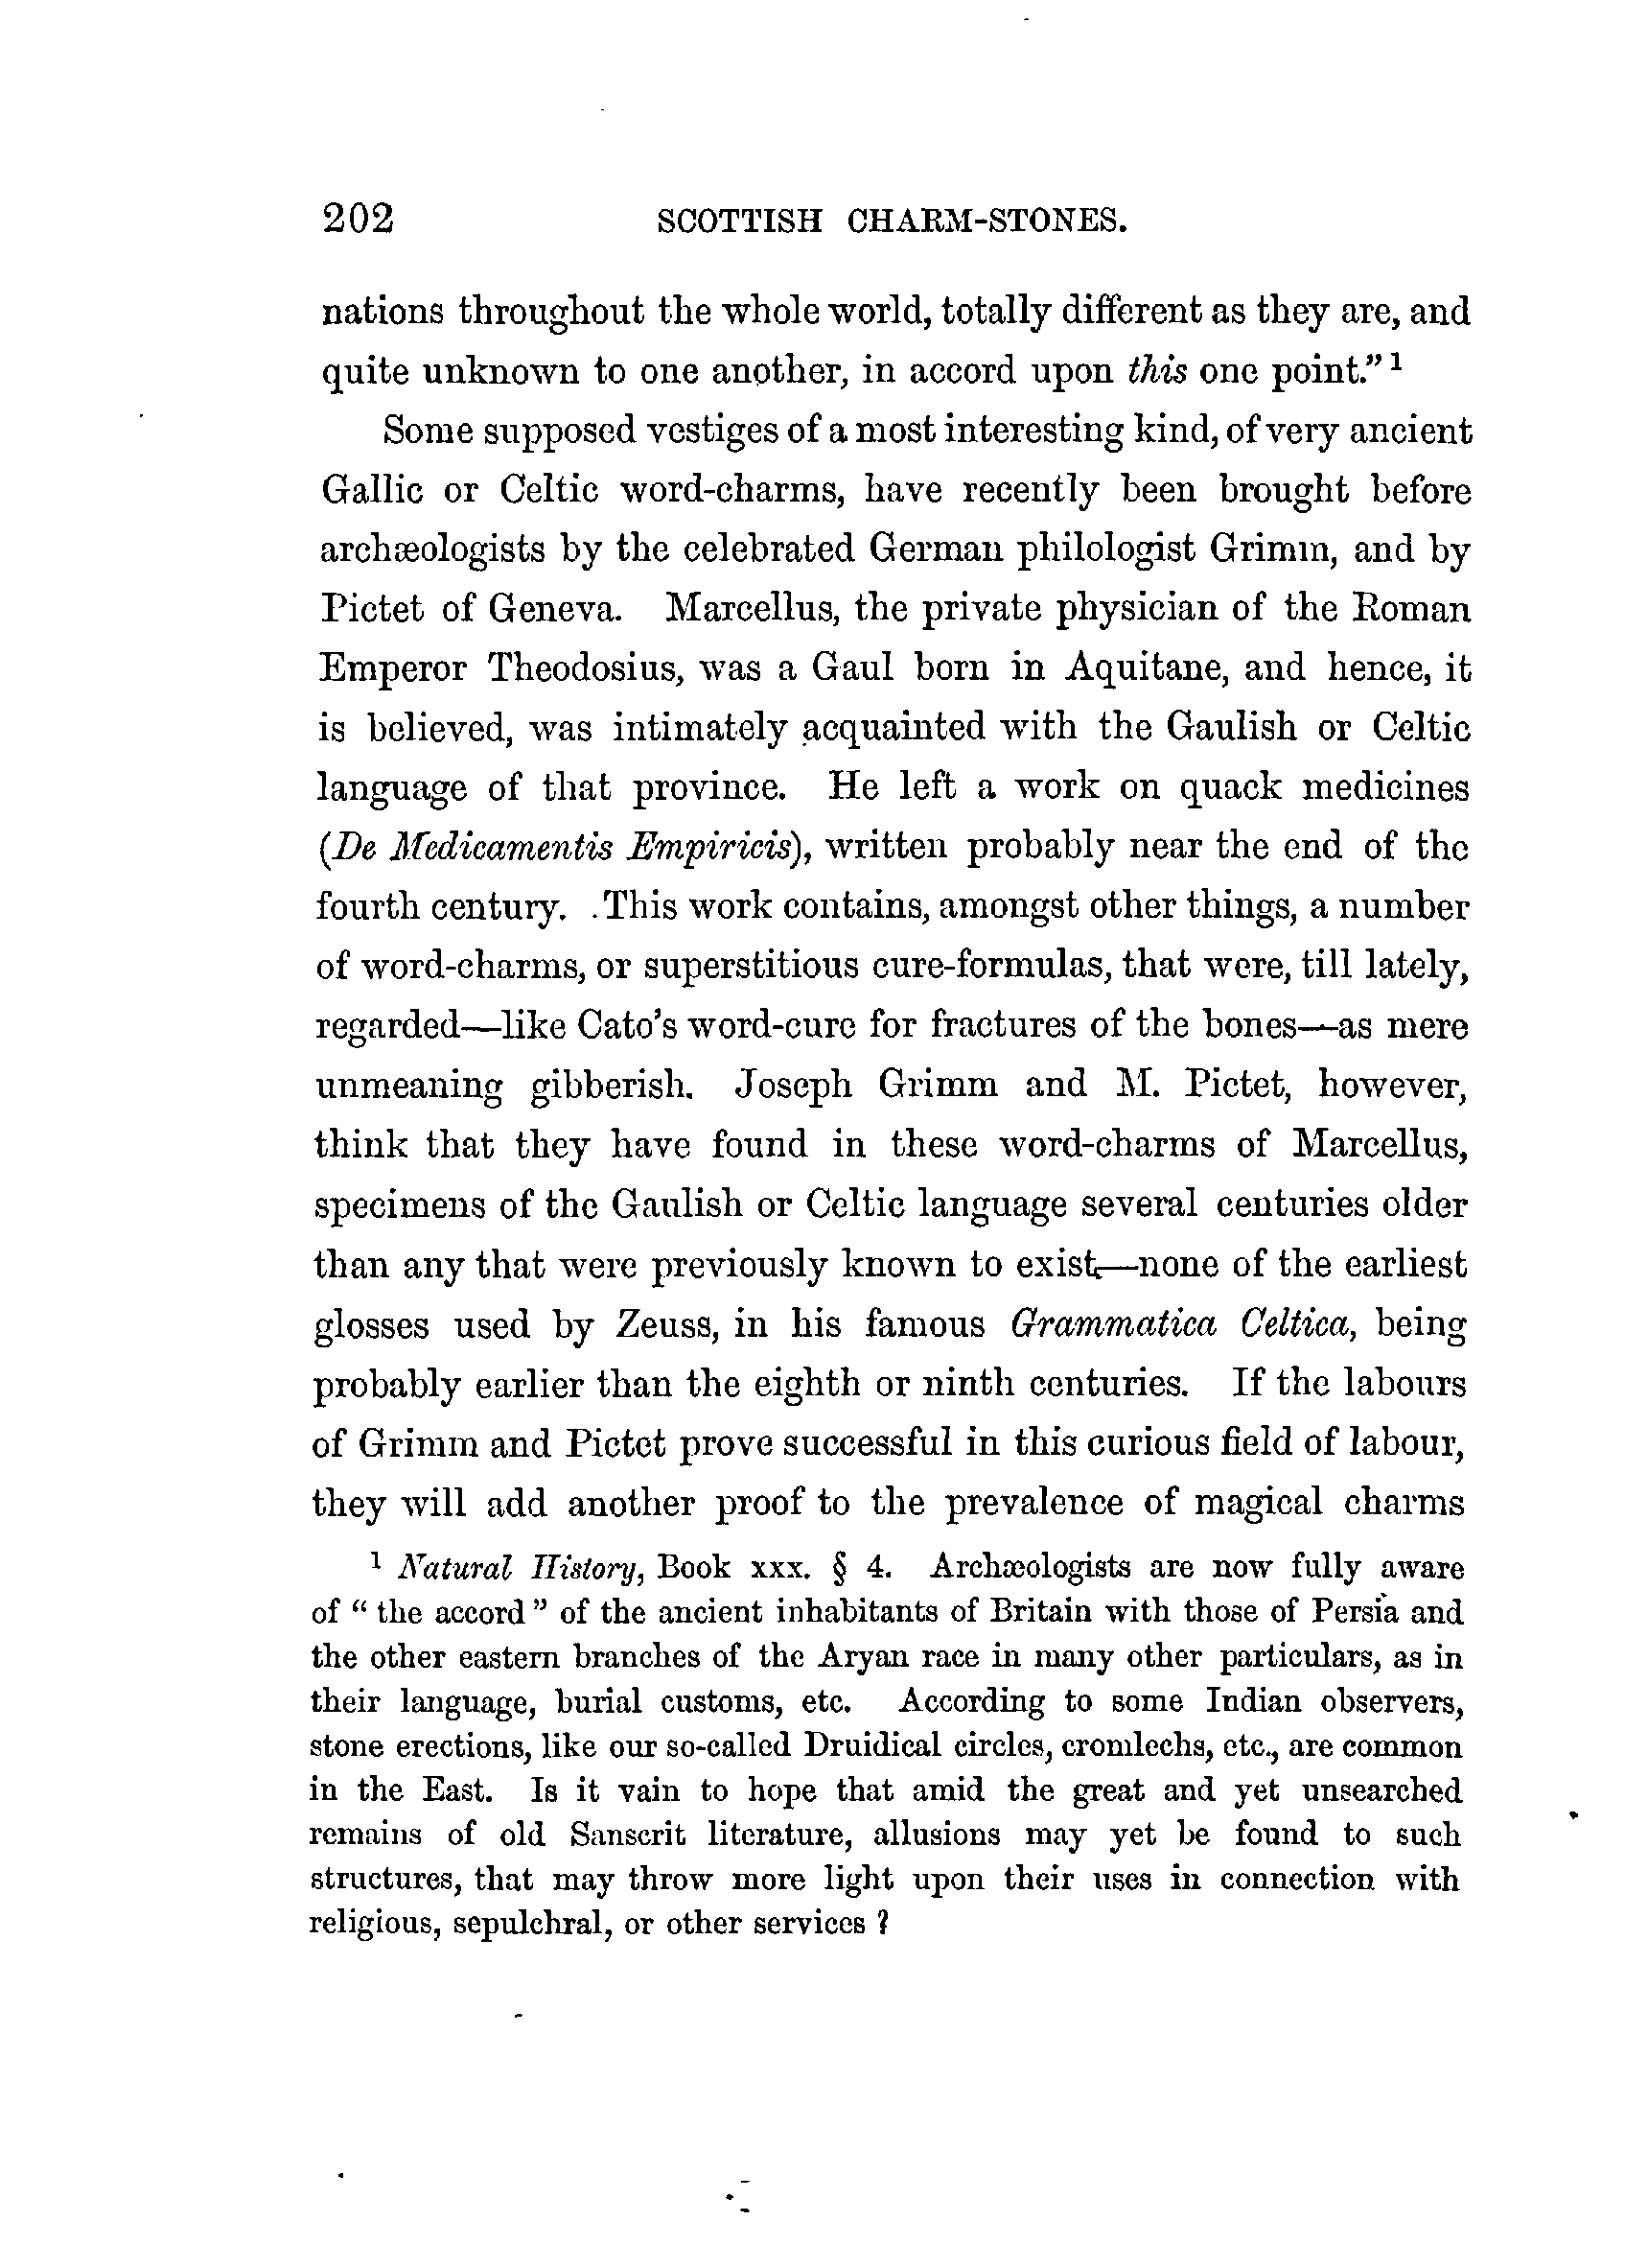 202 SCOTTISH CHARM-STONES.
nations throughout the whole world, totally different as they are, and
quite unknown to one another, in accord upon this one point." 1
Some supposed vestiges of a most interesting kind, of very ancient
Gallic or Celtic word-charms, have recently been brought before
archæologists by the celebrated German philologist Grimm, and by
Pictet of Geneva. Marcellus, the private physician of the Roman
Emperor Theodosius, was a Gaul born in Aquitane, and hence, it
is believed, was intimately acquainted with the Gaulish or Celtic
language of that province. He left a work on quack medicines
(De Medicamentis Empiricis), written probably near the end of the
fourth century. This work contains, amongst other things, a number
of word-charms, or superstitious cure-formulas, that were, till lately,
regarded—like Cato's word-cure for fractures of the bones—as mere
unmeaning gibberish. Joseph Grimm and M. Pictet, however,
think that they have found in these word-charms of Marcellus,
specimens of the Gaulish or Celtic language several centuries older
than any that were previously known to exist—none of the earliest
glosses used by Zeuss, in his famous Grammatica Celtica, being
probably earlier than the eighth or ninth centuries. If the labours
of Grimm and Pictet prove successful in this curious field of labour,
they will add another proof to the prevalence of magical charms
1 Natural History, Book xxx. § 4. Archæologists are now fully aware
of "the accord" of the ancient inhabitants of Britain with those of Persia and
the other eastern branches of the Aryan race in many other particulars, as in
their language, burial customs, etc. According to some Indian observers,
stone erections, like our so-called Druidical circles, cromlechs, etc., are common
in the East. Is it vain to hope that amid the great and yet unsearched
remains of old Sanscrit literature, allusions may yet be found to such
structures, that may throw more light upon their uses in connection with
religious, sepulchral, or other services ?